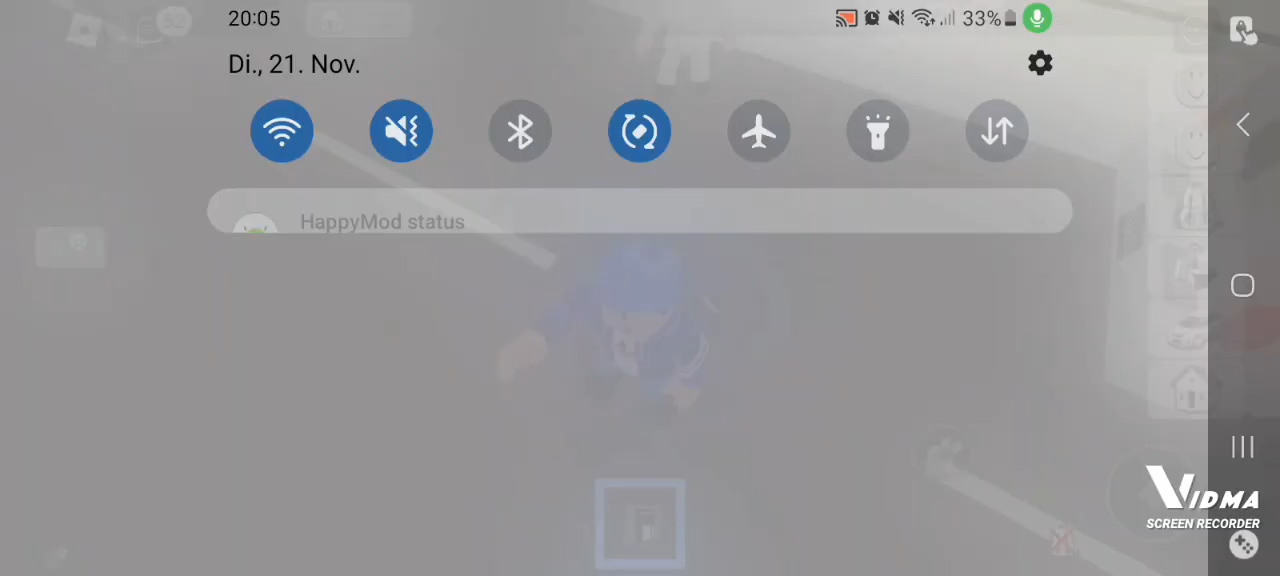 20:05
33%
Di., 21. Nov.
HappyMod status
VIDMA
SCREEN RECORDER